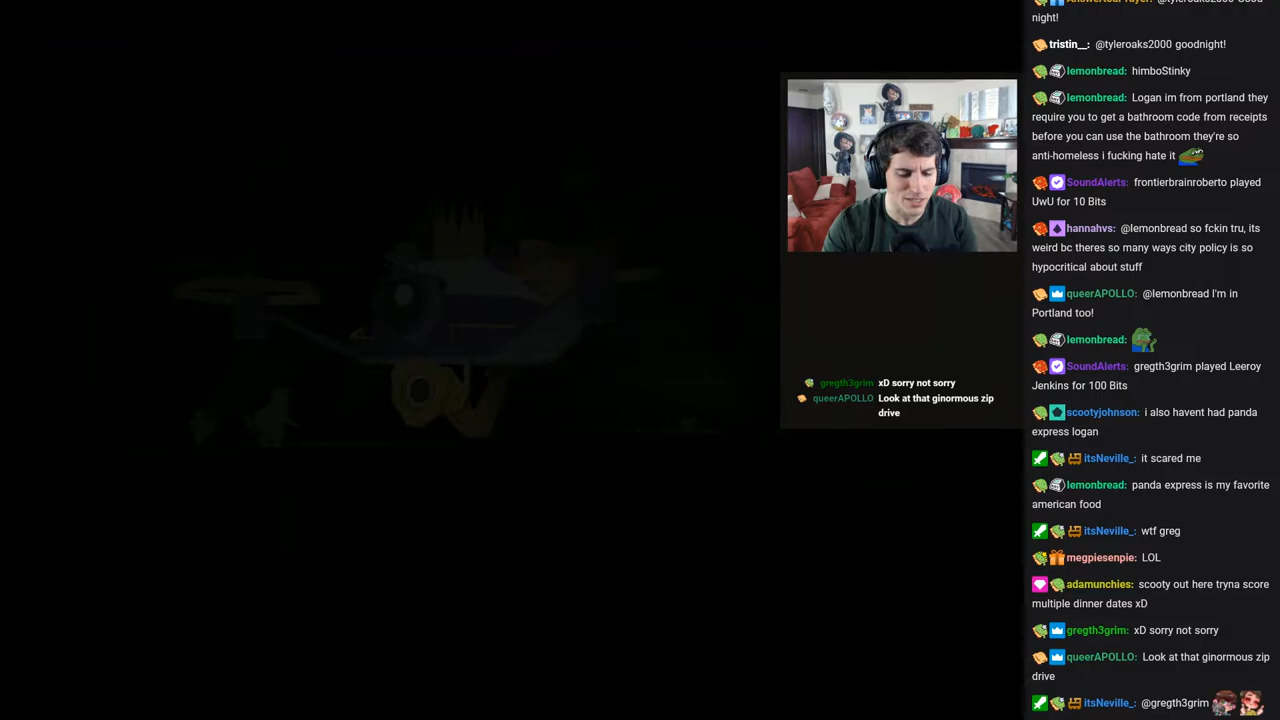 night!
tristin__: @tyleroaks2000 goodnight!
lemonbread: himboStinky
lemonbread: Logan im from portland they
require you to get a bathroom code from receipts
before you can use the bathroom they're so
anti-homeless i fucking hate it
SoundAlerts: frontierbrainroberto played
UwU for 10 Bits
hannahvs: @lemonbread so fckin tru, its
weird bc theres so many ways city policy is so
hypocritical about stuff
queerAPOLLO: @lemonbread I'm in
Portland too!
lemonbread:
SoundAlerts: gregth3grim played Leeroy
Jenkins for 100 Bits
scootyjohnson: i also havent had panda
express logan
itsNeville_: it scared me
lemonbread: panda express is my favorite
american food
itsNeville_: wtf greg
megpiesenpie: LOL
adamunchies: scooty out here tryna score
multiple dinner dates xD
gregth3grim: xD sorry not sorry
queerAPOLLO: Look at that ginormous zip
drive
itsNeville_: @gregth3grim
gregth3grim xD sorry not sorry
queerAPOLLO Look at that ginormous zip
drive